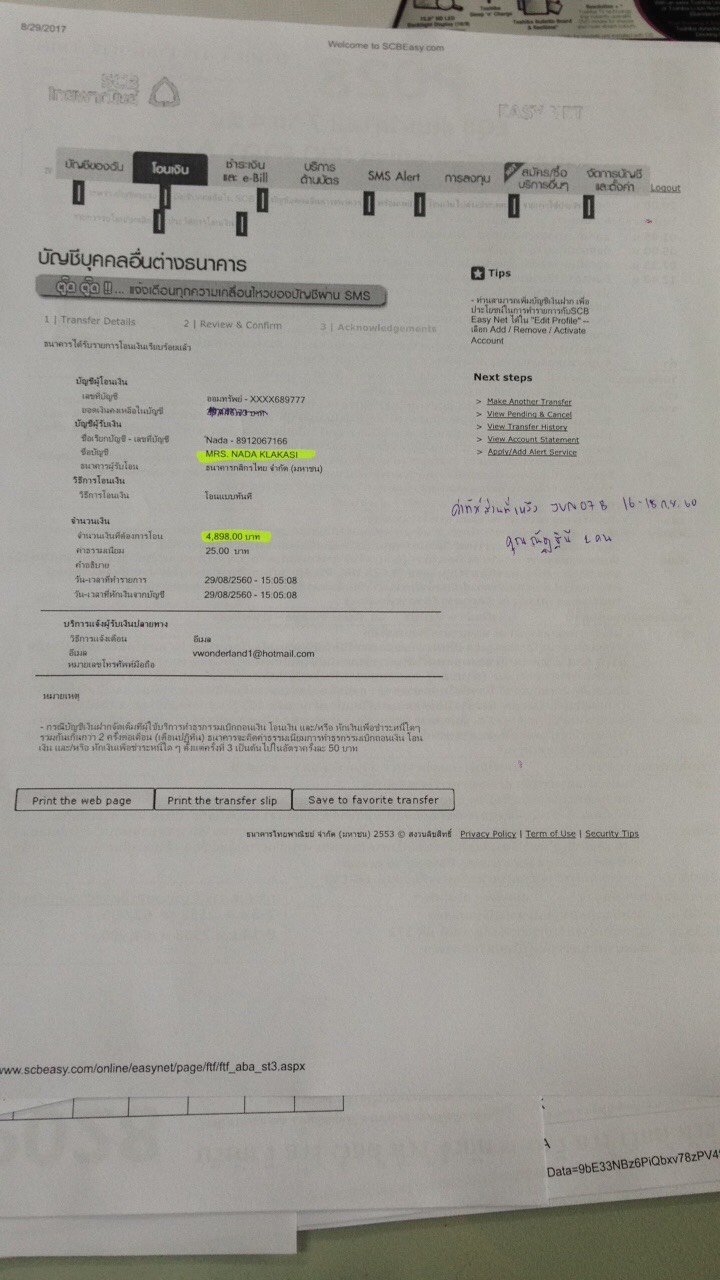 8/29/2017
Welcome to SCBEasy.com
บัญชีของฉัน
โอนเงิน
ชำระเงิน
และ e-Bill
บริการ
ด้านบัตร
SMS Alert
การลงทุน
สมัคร/ซื้อ
บริการอื่นๆ
จัดการบัญชี
และตั้งค่า
Logout
บัญชีบุคคลอื่นต่างธนาคาร
ตุ๊ด ตุ๊ด !!... แจ้งเตือนทุกความเคลื่อนไหวของบัญชีผ่าน SMS
1 | Transfer Details
2 | Review & Confirm
3 | Acknowledgements
ธนาคารได้รับรายการโอนเงินเรียบร้อยแล้ว
บัญชีผู้โอนเงิน
เลขที่บัญชี ออมทรัพย์ - XXXX689777
ยอดเงินคงเหลือในบัญชี
บัญชีผู้รับเงิน
ชื่อเรียกบัญชี - เลขที่บัญชี Nada - 8912067166
ชื่อบัญชี MRS. NADA KLAKASI
ธนาคารผู้รับโอน ธนาคารกสิกรไทย จำกัด (มหาชน)
วิธีการโอนเงิน
วิธีการโอนเงิน โอนแบบทันที
จำนวนเงิน
จำนวนเงินที่ต้องการโอน 4,898.00 บาท
ค่าธรรมเนียม 25.00 บาท
คำอธิบาย
วัน-เวลาที่ทำรายการ 29/08/2560 - 15:05:08
วัน-เวลาที่หักเงินจากบัญชี 29/08/2560 - 15:05:08
บริการแจ้งผู้รับเงินปลายทาง
วิธีการแจ้งเตือน อีเมล
อีเมล vwonderland1@hotmail.com
หมายเลขโทรศัพท์มือถือ
หมายเหตุ
- กรณีบัญชีเงินฝากจัดเต็มที่ผู้ใช้บริการทำธุรกรรมเบิกถอนเงิน โอนเงิน และ/หรือ หักเงินเพื่อชำระหนี้ใดๆ
รวมกันเกินกว่า 2 ครั้งต่อเดือน (เดือนปฏิทิน) ธนาคารจะคิดค่าธรรมเนียมการทำธุรกรรมเบิกถอนเงิน โอน
เงิน และ/หรือ หักเงินเพื่อชำระหนี้ใด ๆ ตั้งแต่ครั้งที่ 3 เป็นต้นไปในอัตราครั้งละ 50 บาท
Tips
- ท่านสามารถเพิ่มบัญชีเงินฝาก เพื่อ
ประโยชน์ในการทำรายการกับSCB
Easy Net ได้ใน "Edit Profile" --
เลือก Add / Remove / Activate
Account
Next steps
> Make Another Transfer
> View Pending & Cancel
> View Transfer History
> View Account Statement
> Apply/Add Alert Service
ค่าทัวร์ส่วนที่เหลือ JUN07B 16-18 ก.ย. 60
คุณ 2 คน
Print the web page
Print the transfer slip
Save to favorite transfer
ธนาคารไทยพาณิชย์ จำกัด (มหาชน) 2553 © สงวนลิขสิทธิ์ Privacy Policy | Term of Use | Security Tips
www.scbeasy.com/online/easynet/page/ftf/ftf_aba_st3.aspx